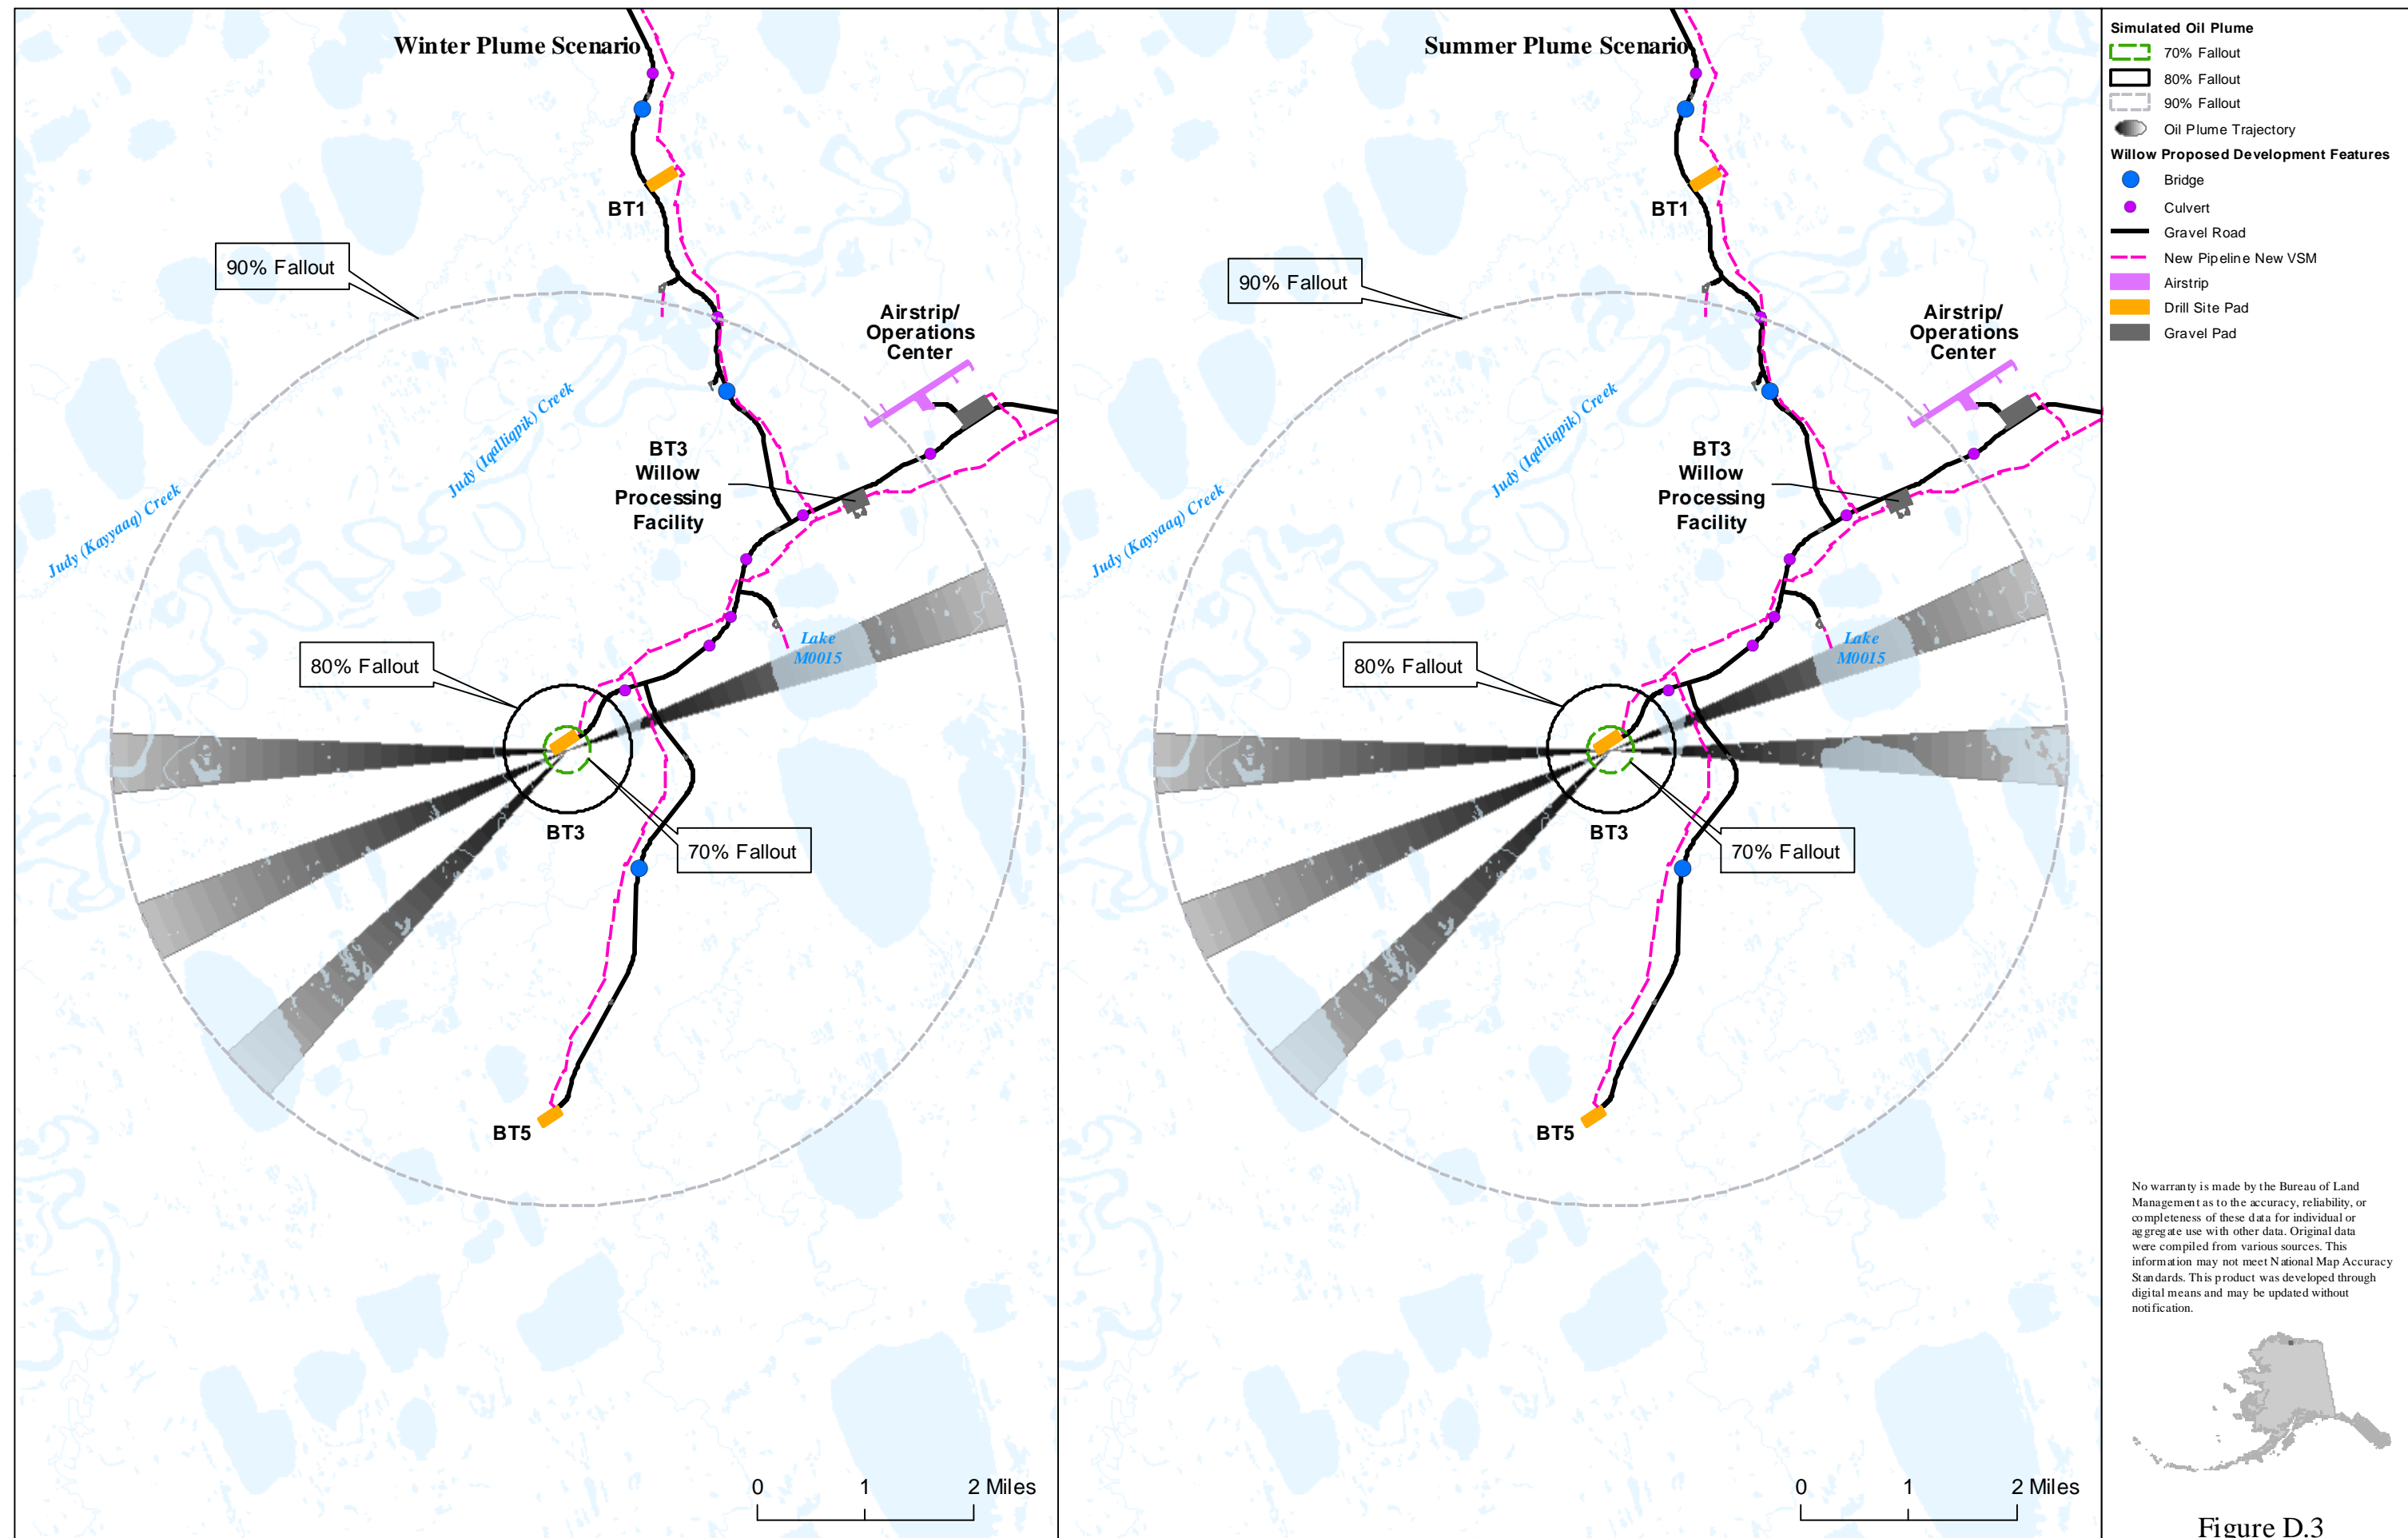 Winter Plume Scenario
BT1
90% Fallout
Airstrip/
Operations
Center
Judy (Iqalliqpik) Creek
Judy (Kayyaaq) Creek
BT3
Willow
Processing
Facility
80% Fallout
Lake
M0015
BT3
70% Fallout
BT5
0 1 2 Miles
Summer Plume Scenario
BT1
90% Fallout
Airstrip/
Operations
Center
Judy (Iqalliqpik) Creek
Judy (Kayyaaq) Creek
BT3
Willow
Processing
Facility
80% Fallout
Lake
M0015
BT3
70% Fallout
BT5
0 1 2 Miles
Simulated Oil Plume
70% Fallout
80% Fallout
90% Fallout
Oil Plume Trajectory
Willow Proposed Development Features
Bridge
Culvert
Gravel Road
New Pipeline New VSM
Airstrip
Drill Site Pad
Gravel Pad
No warranty is made by the Bureau of Land
Management as to the accuracy, reliability, or
completeness of these data for individual or
aggregate use with other data. Original data
were compiled from various sources. This
information may not meet National Map Accuracy
Standards. This product was developed through
digital means and may be updated without
notification.
Figure D.3